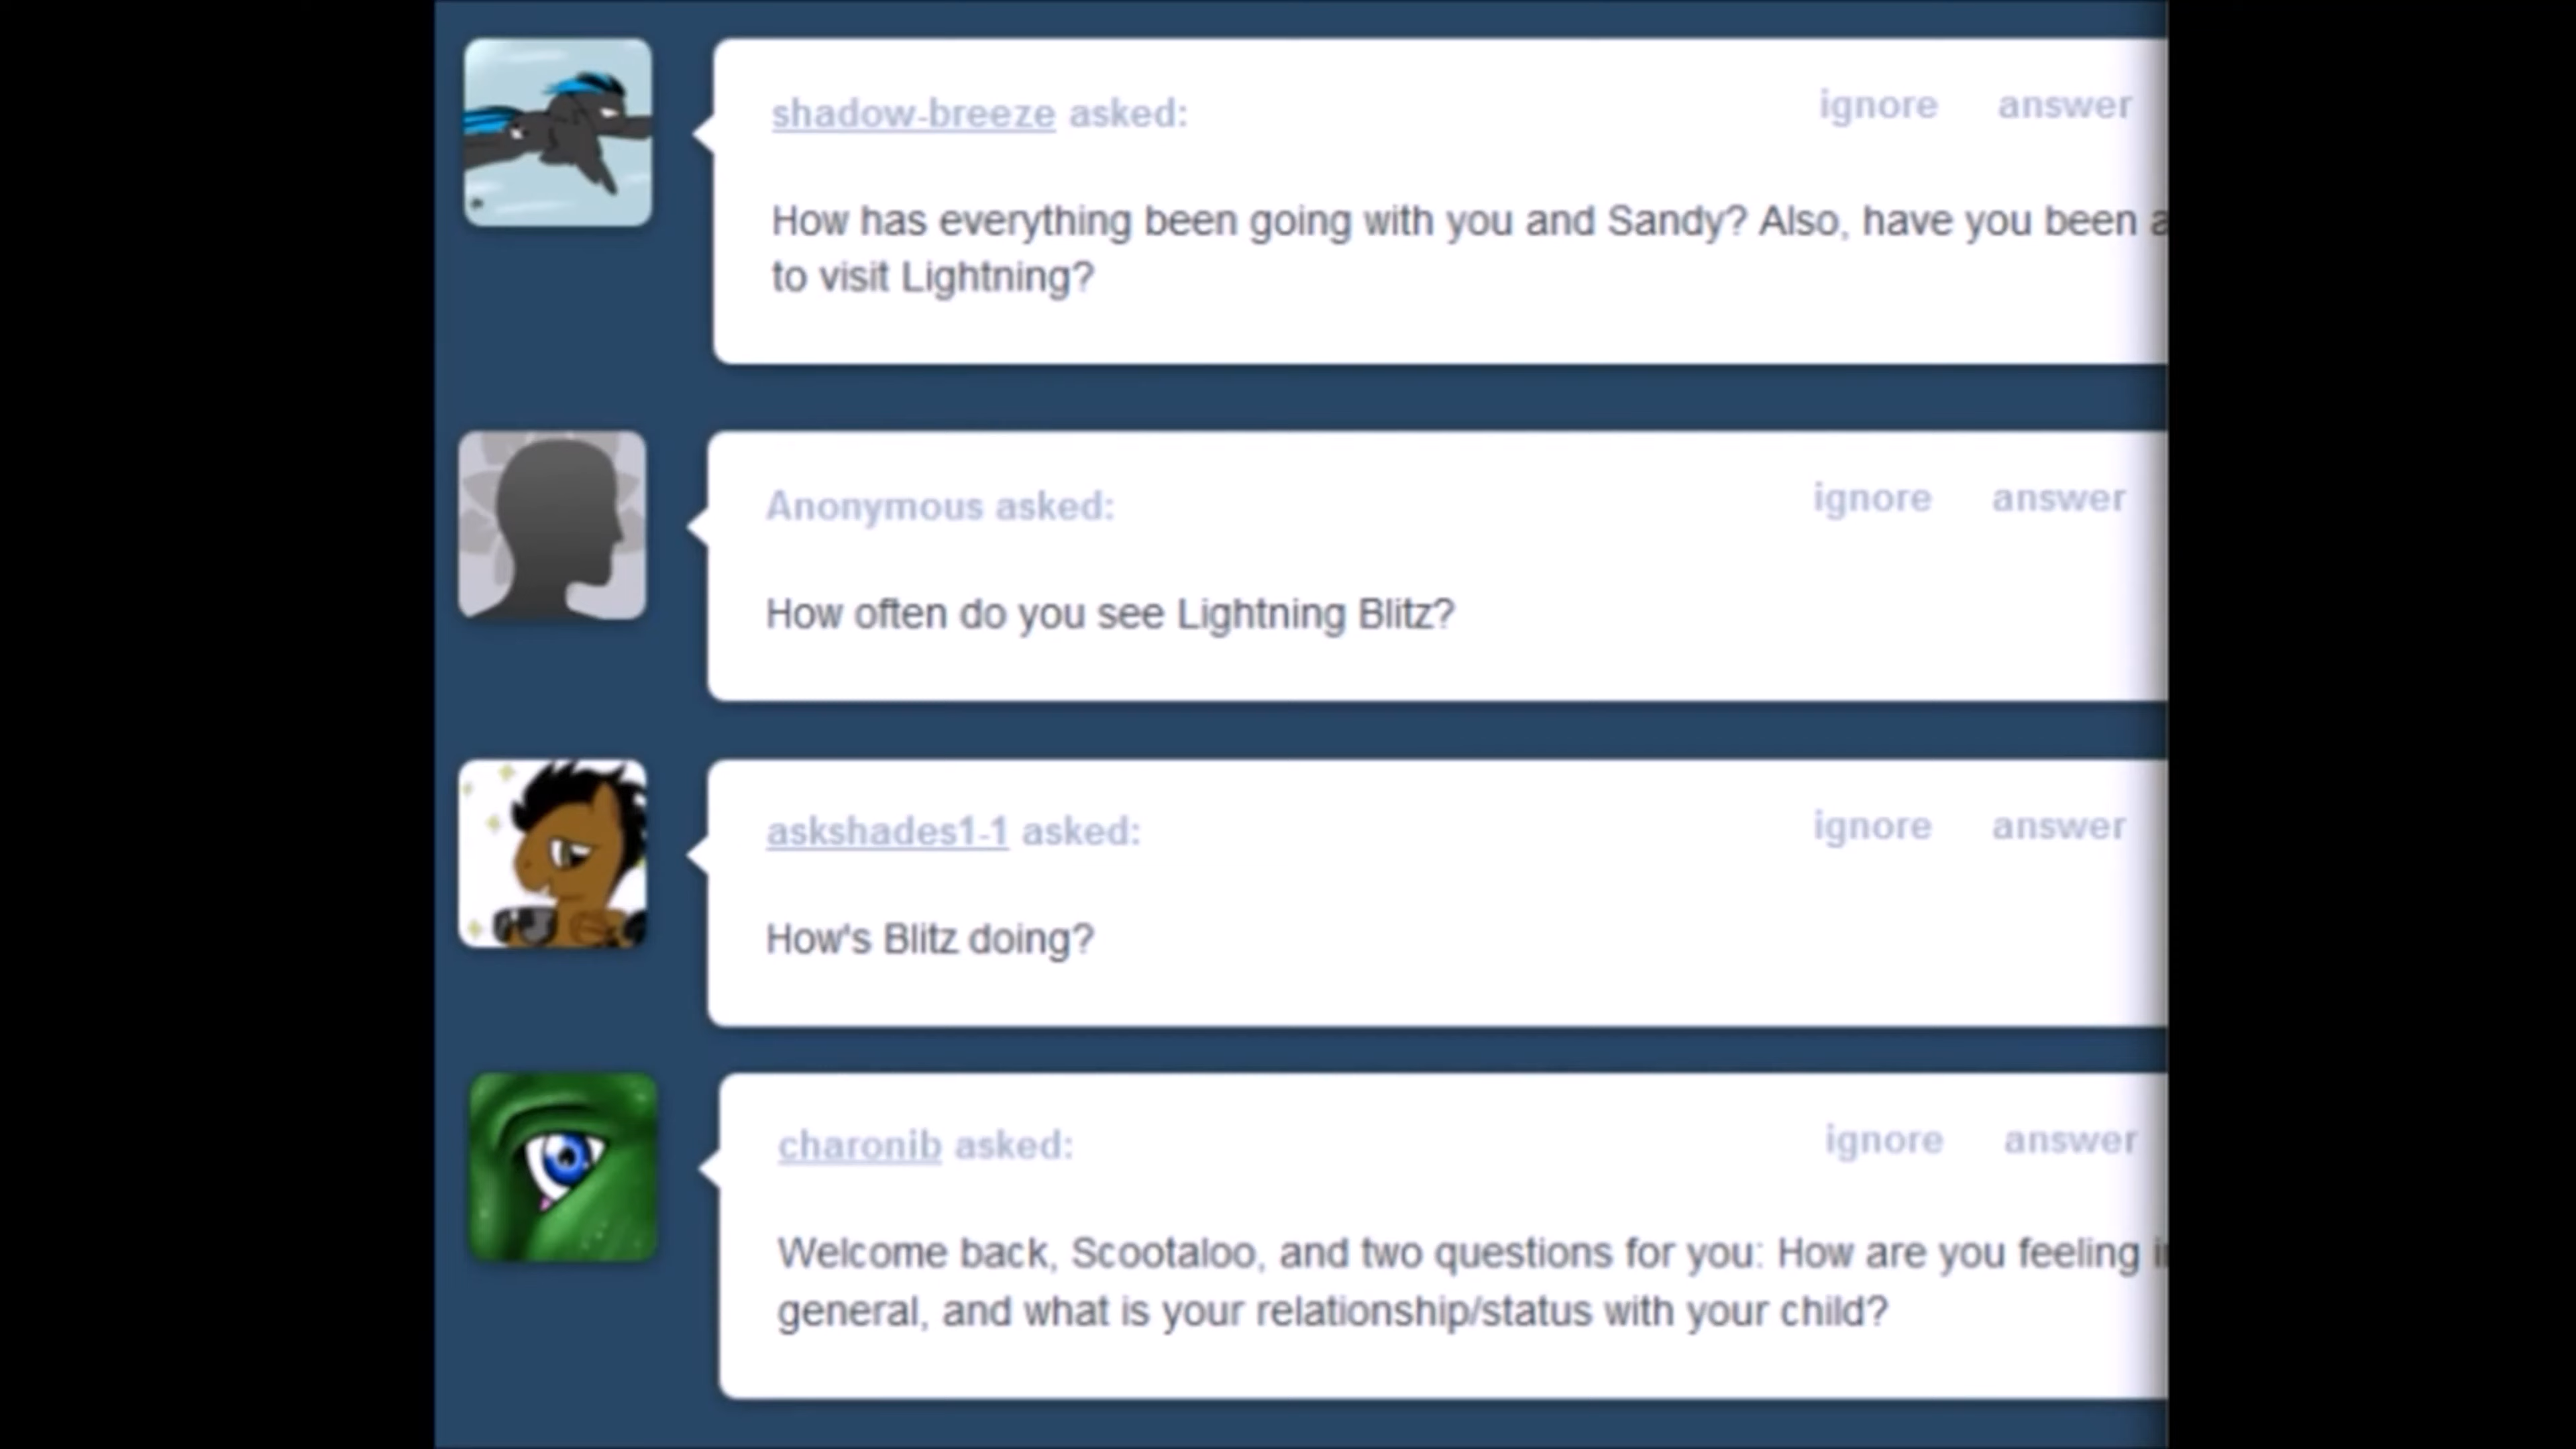 shadow-breeze asked:
ignore answer
How has everything been going with you and Sandy? Also, have you been
to visit Lightning?
Anonymous asked:
ignore answer
How often do you see Lightning Blitz?
askshades1-1 asked:
ignore answer
How's Blitz doing?
charonib asked:
ignore answer
Welcome back, Scootaloo, and two questions for you: How are you feeling
general, and what is your relationship/status with your child?